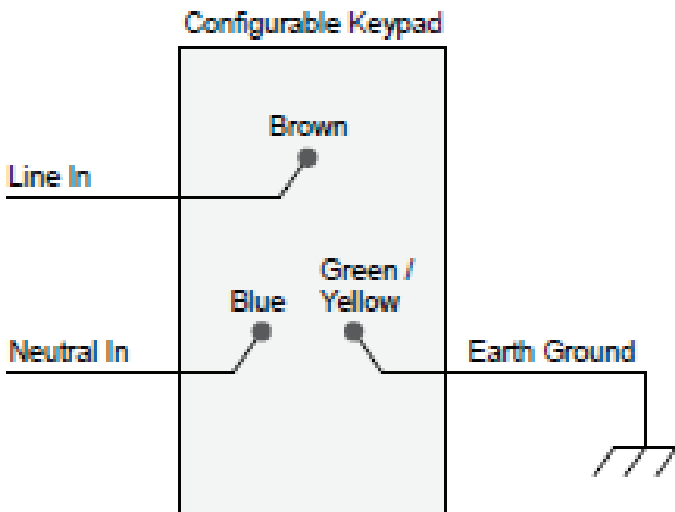 Configurable Keypad
Brown
Line In
Green /
Blue Yellow
Neutral In
Earth Ground